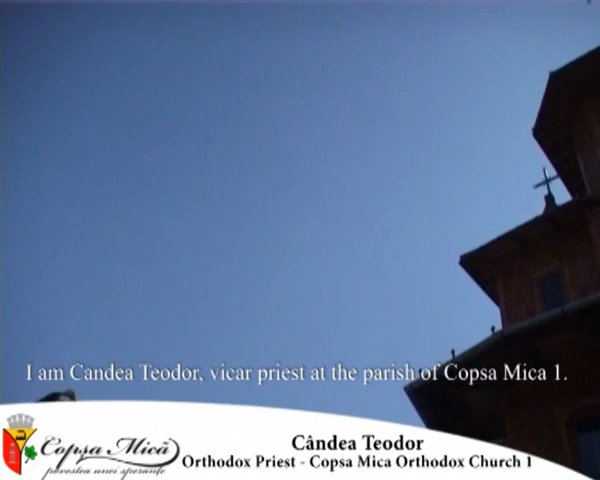 I am Candea Teodor, vicar priest at the parish of Copsa Mica 1.
Cândea Teodor
Copsa Mică
Orthodox Priest - Copsa Mica Orthodox Church 1
povestea unei speranțe